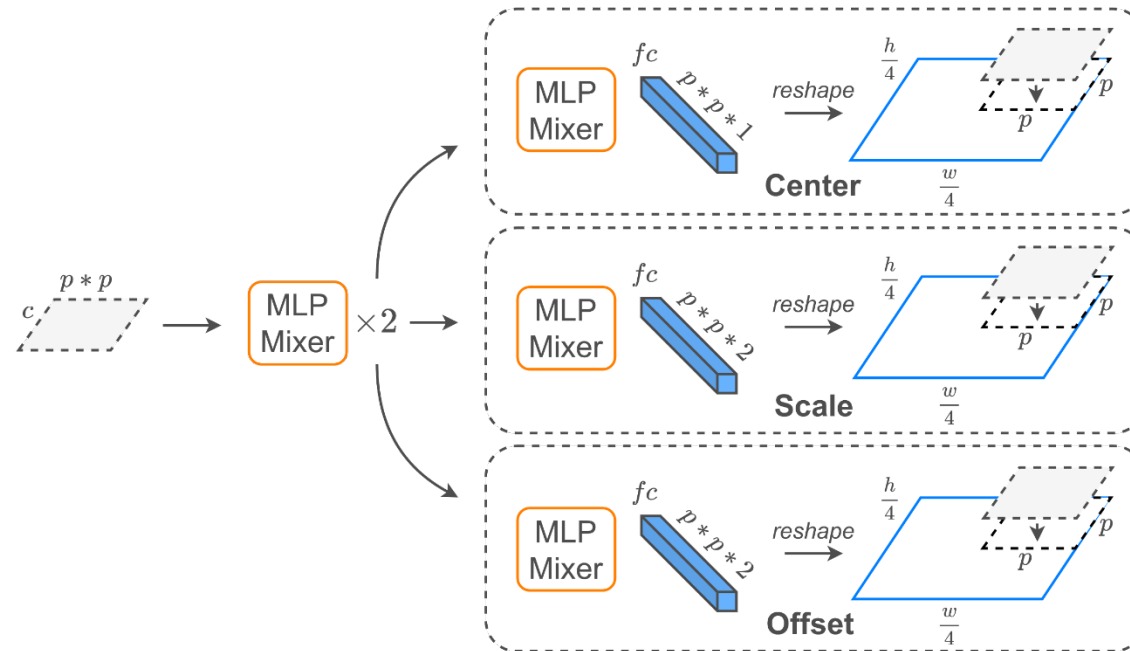 p * p
c
MLP
Mixer
×2
MLP
Mixer
fc
p * p * 1
reshape
h/4
p
p
w/4
Center
MLP
Mixer
fc
p * p * 2
reshape
h/4
p
p
w/4
Scale
MLP
Mixer
fc
p * p * 2
reshape
h/4
p
p
w/4
Offset